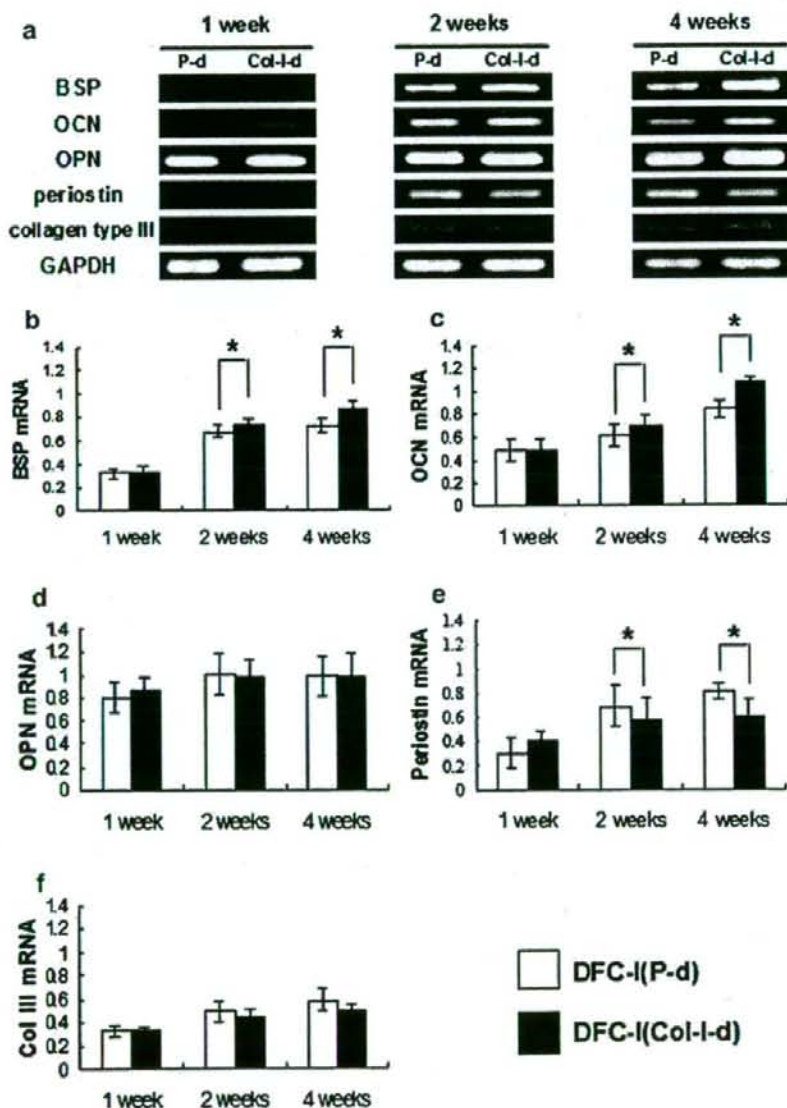 a
1 week 2 weeks 4 weeks
P-d Col-I-d P-d Col-I-d P-d Col-I-d
BSP
OCN
OPN
periostin
collagen type III
GAPDH
b
BSP mRNA
1.4
1.2
1
0.8
0.6
0.4
0.2
0
* *
1 week 2 weeks 4 weeks
c
OCN mRNA
1.4
1.2
1
0.8
0.6
0.4
0.2
0
* *
1 week 2 weeks 4 weeks
d
OPN mRNA
1.4
1.2
1
0.8
0.6
0.4
0.2
0
1 week 2 weeks 4 weeks
e
Periostin mRNA
1.4
1.2
1
0.8
0.6
0.4
0.2
0
* *
1 week 2 weeks 4 weeks
f
Col III mRNA
1.4
1.2
1
0.8
0.6
0.4
0.2
0
1 week 2 weeks 4 weeks
DFC-I(P-d)
DFC-I(Col-I-d)